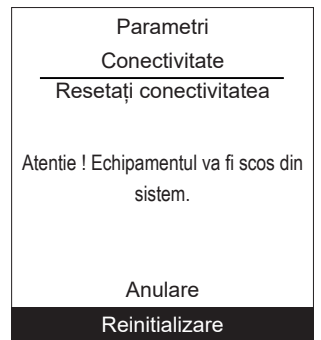 Parametri
Conectivitate
Resetați conectivitatea
Atentie ! Echipamentul va fi scos din
sistem.
Anulare
Reinitializare